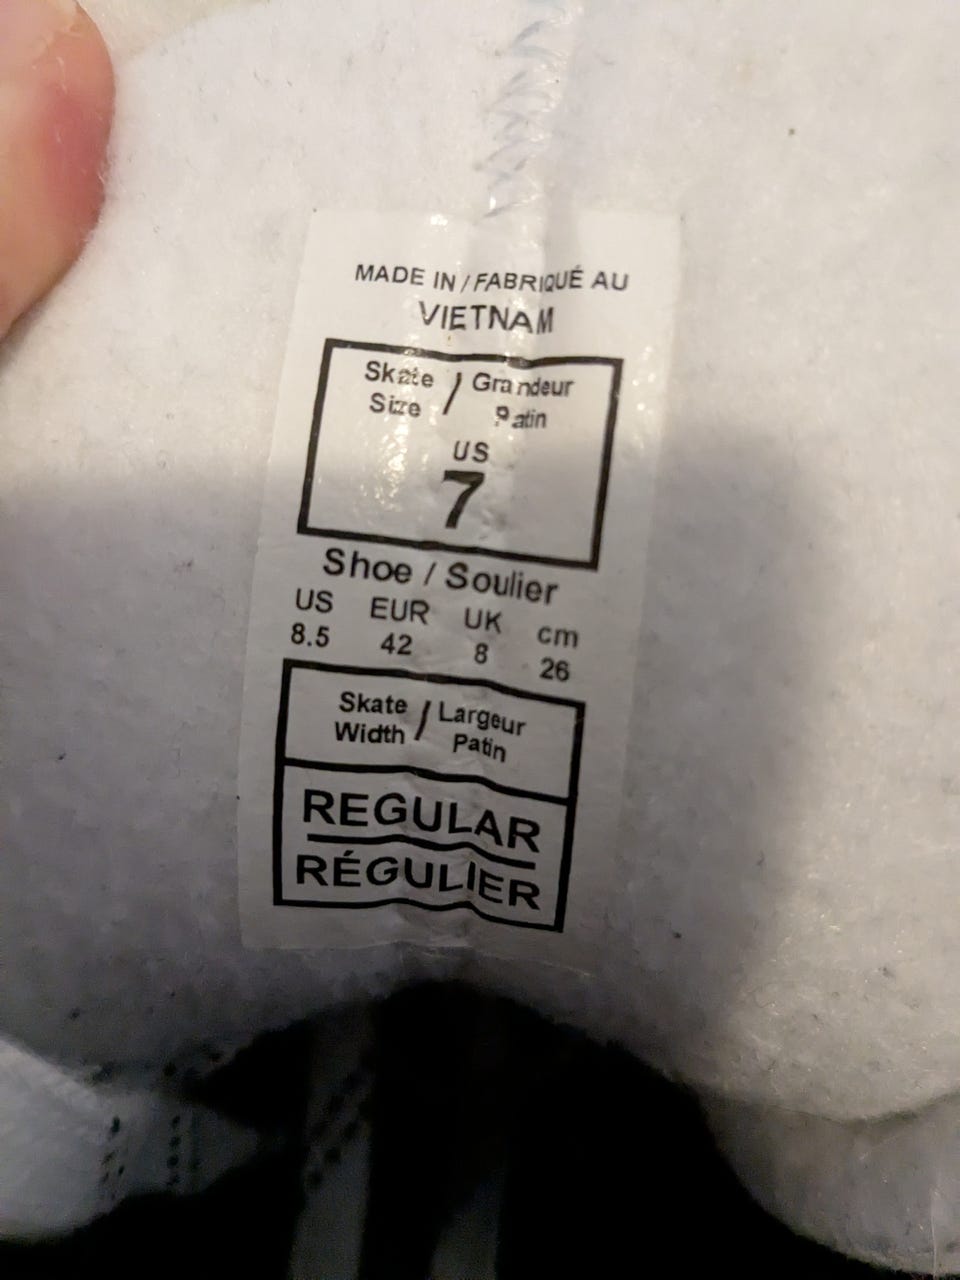 MADE IN / FABRIQUÉ AU
VIETNAM
Skate Size / Grandeur Patin
US
7
Shoe / Soulier
US EUR UK cm
8.5 42 8 26
Skate Width / Largeur Patin
REGULAR
RÉGULIER